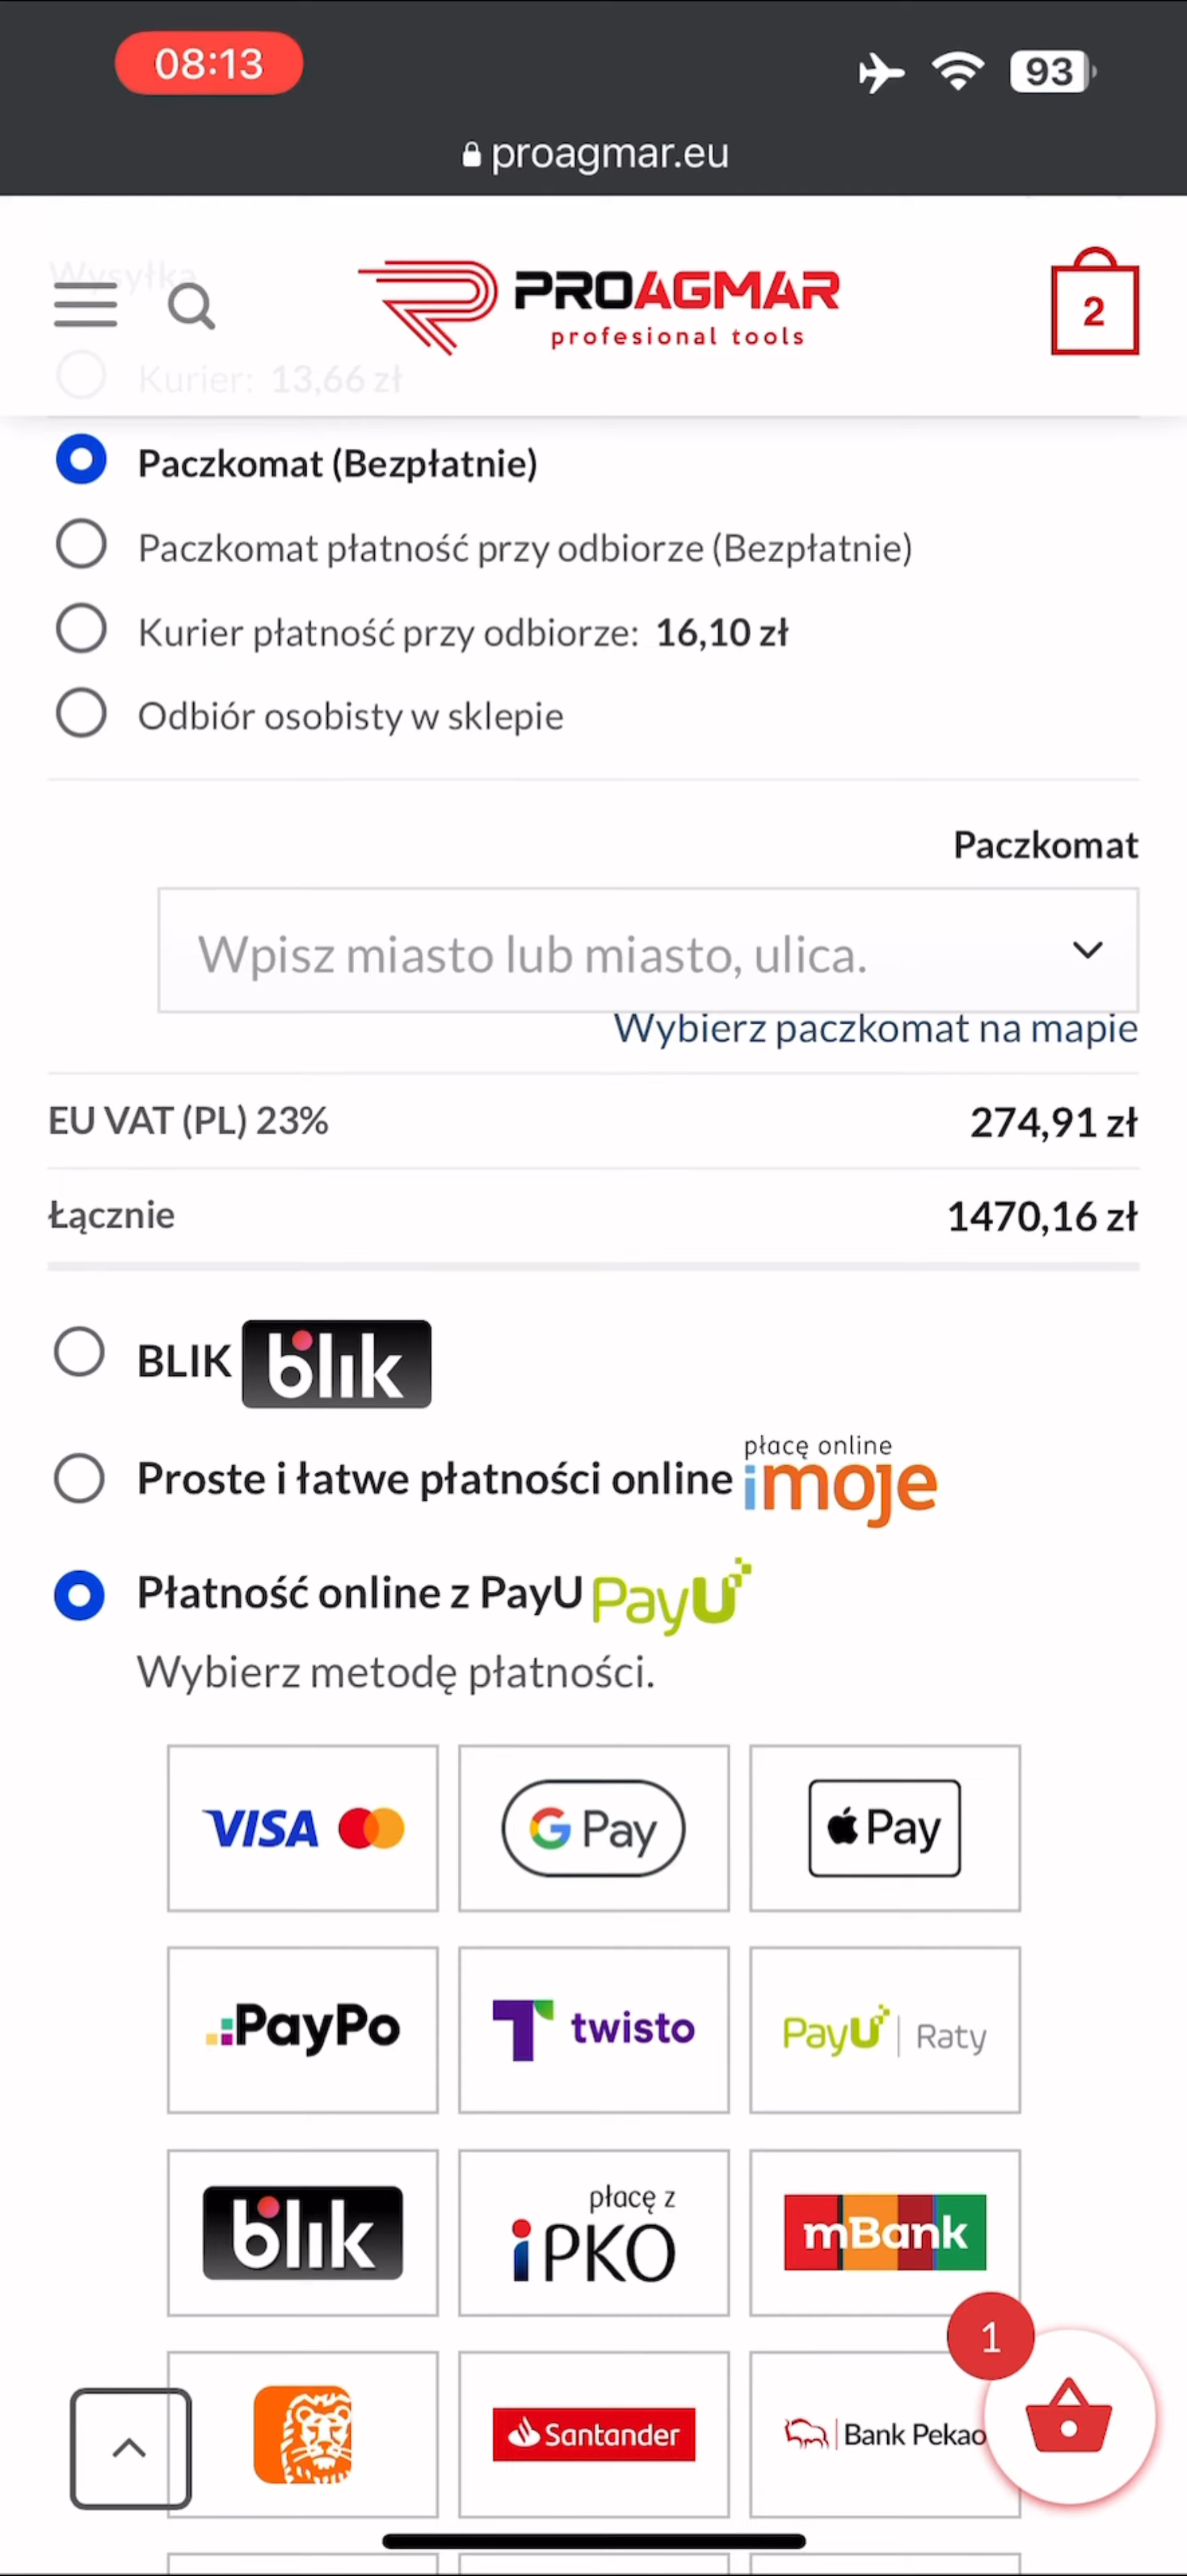 08:13
93
proagmar.eu
Wysyłka
PROAGMAR
profesional tools
2
Kurier: 13,66 zł
Paczkomat (Bezpłatnie)
Paczkomat płatność przy odbiorze (Bezpłatnie)
Kurier płatność przy odbiorze: 16,10 zł
Odbiór osobisty w sklepie
Paczkomat
Wpisz miasto lub miasto, ulica.
Wybierz paczkomat na mapie
EU VAT (PL) 23% 274,91 zł
Łącznie 1470,16 zł
BLIK blik
Proste i łatwe płatności online płacę online imoje
Płatność online z PayU PayU
Wybierz metodę płatności.
VISA G Pay Pay
PayPo twisto PayU | Raty
blik płacę z iPKO mBank
1
Santander Bank Pekao